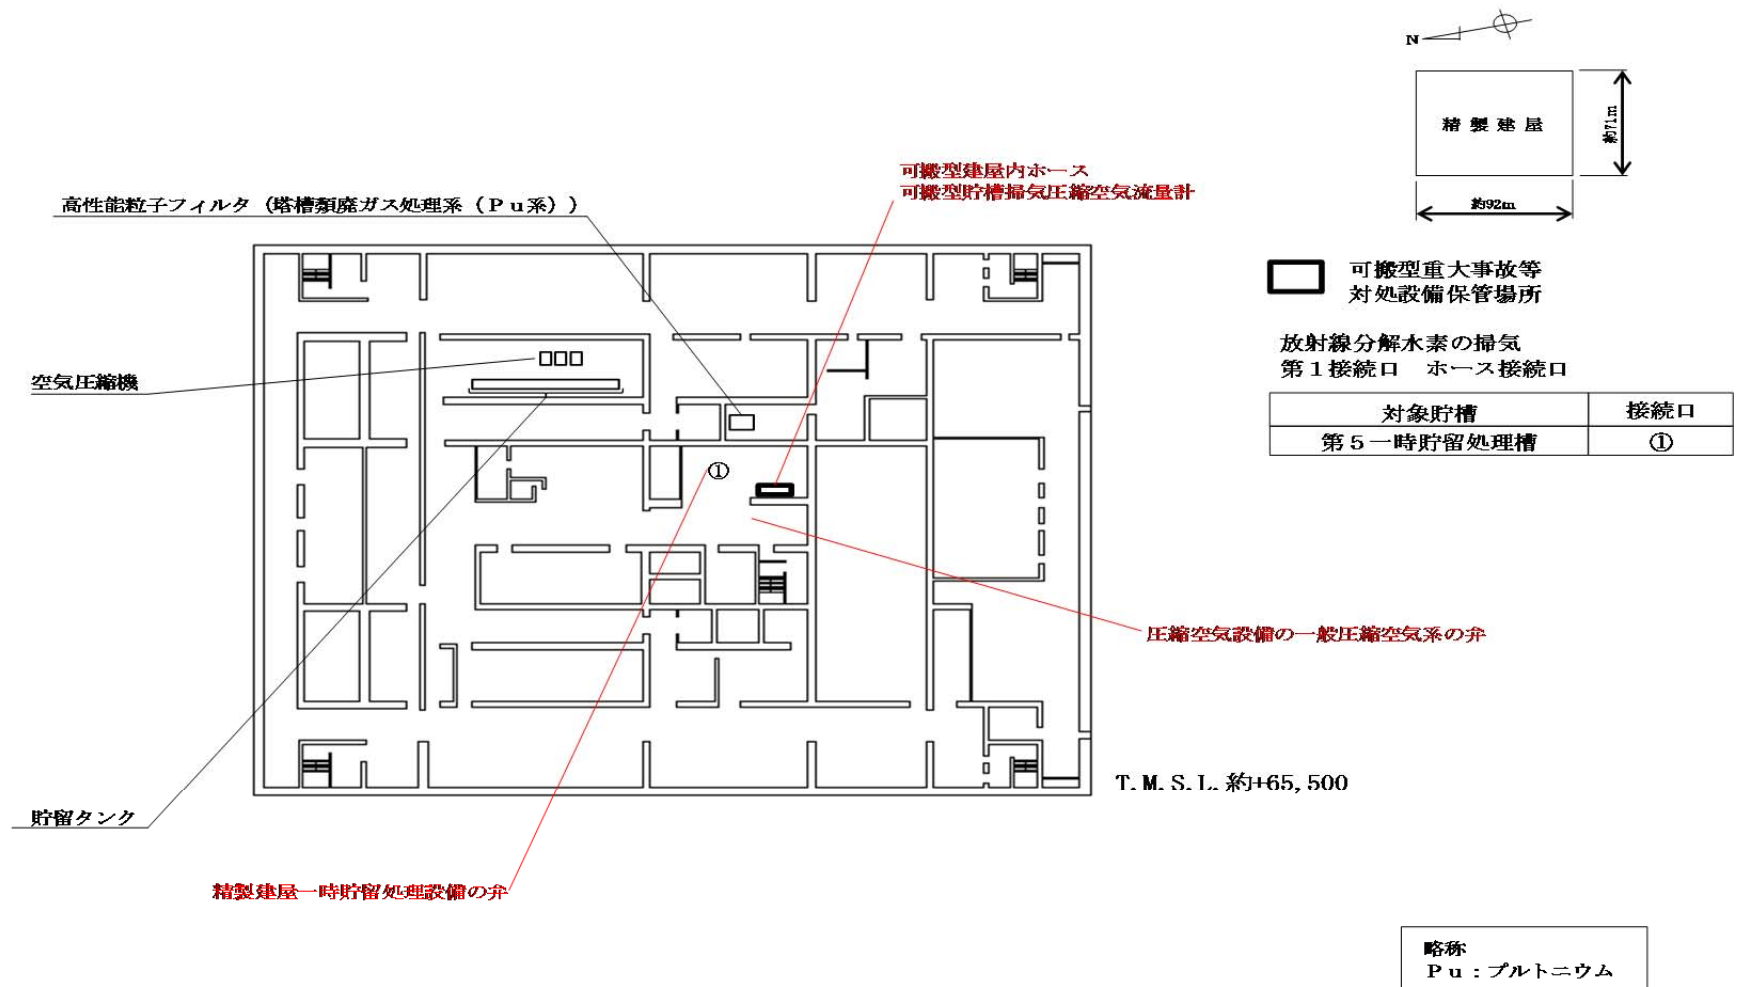 N
精製建屋
約71m
約92m
可搬型建屋内ホース
可搬型貯槽掃気圧縮空気流量計
高性能粒子フィルタ（塔槽類廃ガス処理系（Ｐｕ系））
可搬型重大事故等
対処設備保管場所
放射線分解水素の掃気
第１接続口　ホース接続口
対象貯槽　接続口
第５一時貯留処理槽　①
空気圧縮機
①
圧縮空気設備の一般圧縮空気系の弁
T.M.S.L.約+65,500
貯留タンク
精製建屋一時貯留処理設備の弁
略称
Ｐｕ：プルトニウム